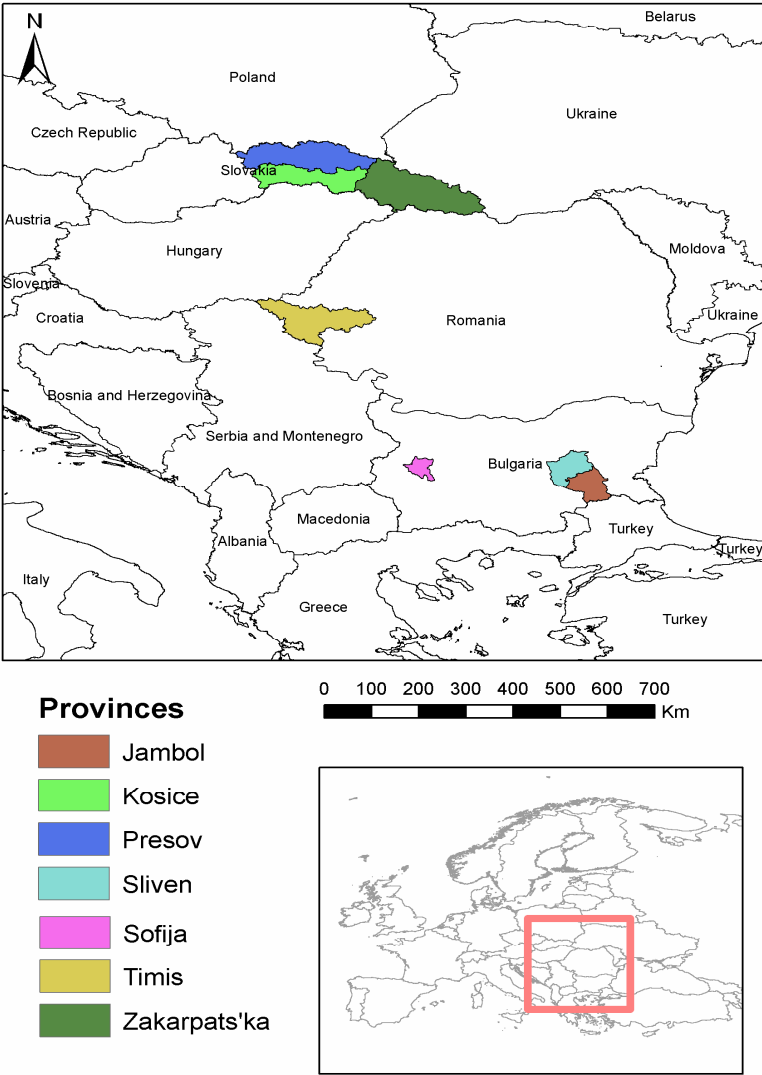 N
Belarus
Poland
Ukraine
Czech Republic
Slovakia
Austria
Hungary
Moldova
Slovenia
Croatia
Romania
Ukraine
Bosnia and Herzegovina
Serbia and Montenegro
Bulgaria
Macedonia
Turkey
Albania
Turkey
Italy
Greece
Turkey
0 100 200 300 400 500 600 700
Km
Provinces
Jambol
Kosice
Presov
Sliven
Sofija
Timis
Zakarpats'ka